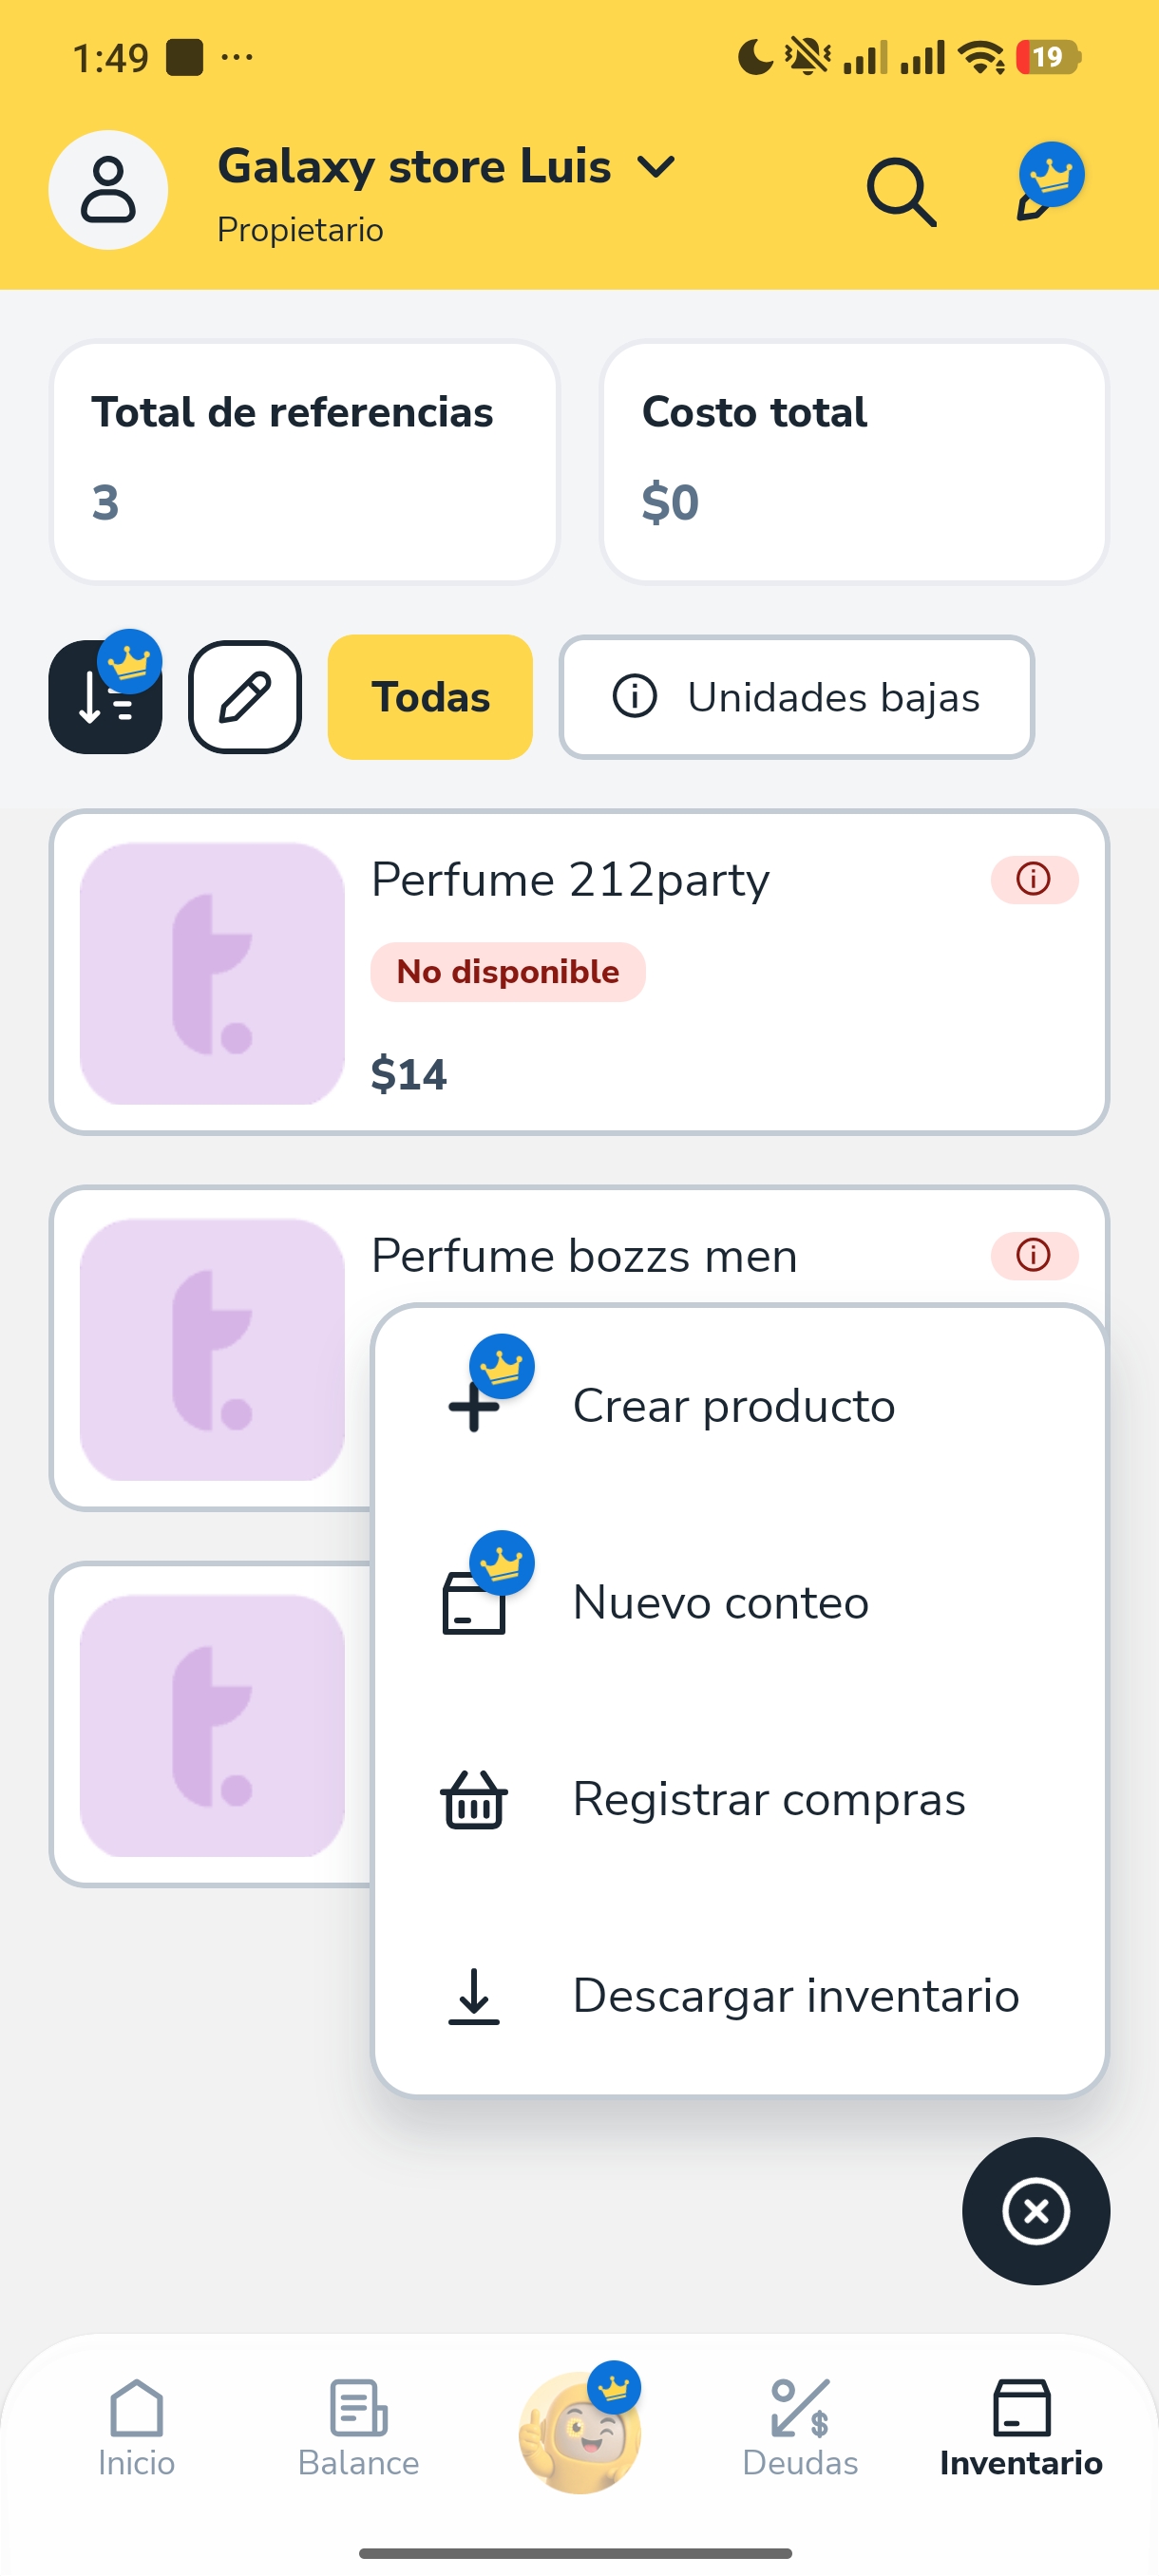 1:49
19
Galaxy store Luis
Propietario
Total de referencias
3
Costo total
$0
Todas
Unidades bajas
Perfume 212party
No disponible
$14
Perfume bozzs men
Crear producto
Nuevo conteo
Registrar compras
Descargar inventario
Inicio
Balance
Deudas
Inventario